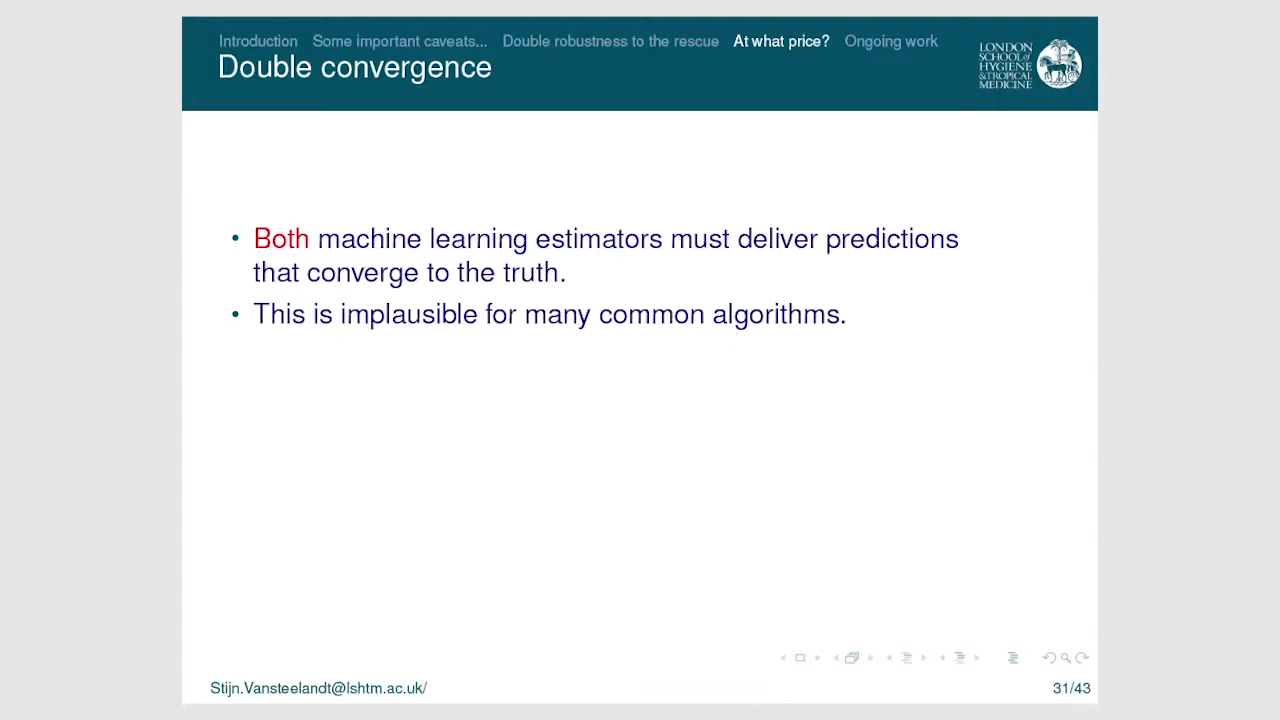 Introduction Some important caveats... Double robustness to the rescue At what price? Ongoing work
Double convergence
LONDON
SCHOOL of
HYGIENE
& TROPICAL
MEDICINE
• Both machine learning estimators must deliver predictions
that converge to the truth.
• This is implausible for many common algorithms.
Stijn.Vansteelandt@lshtm.ac.uk/ 31/43